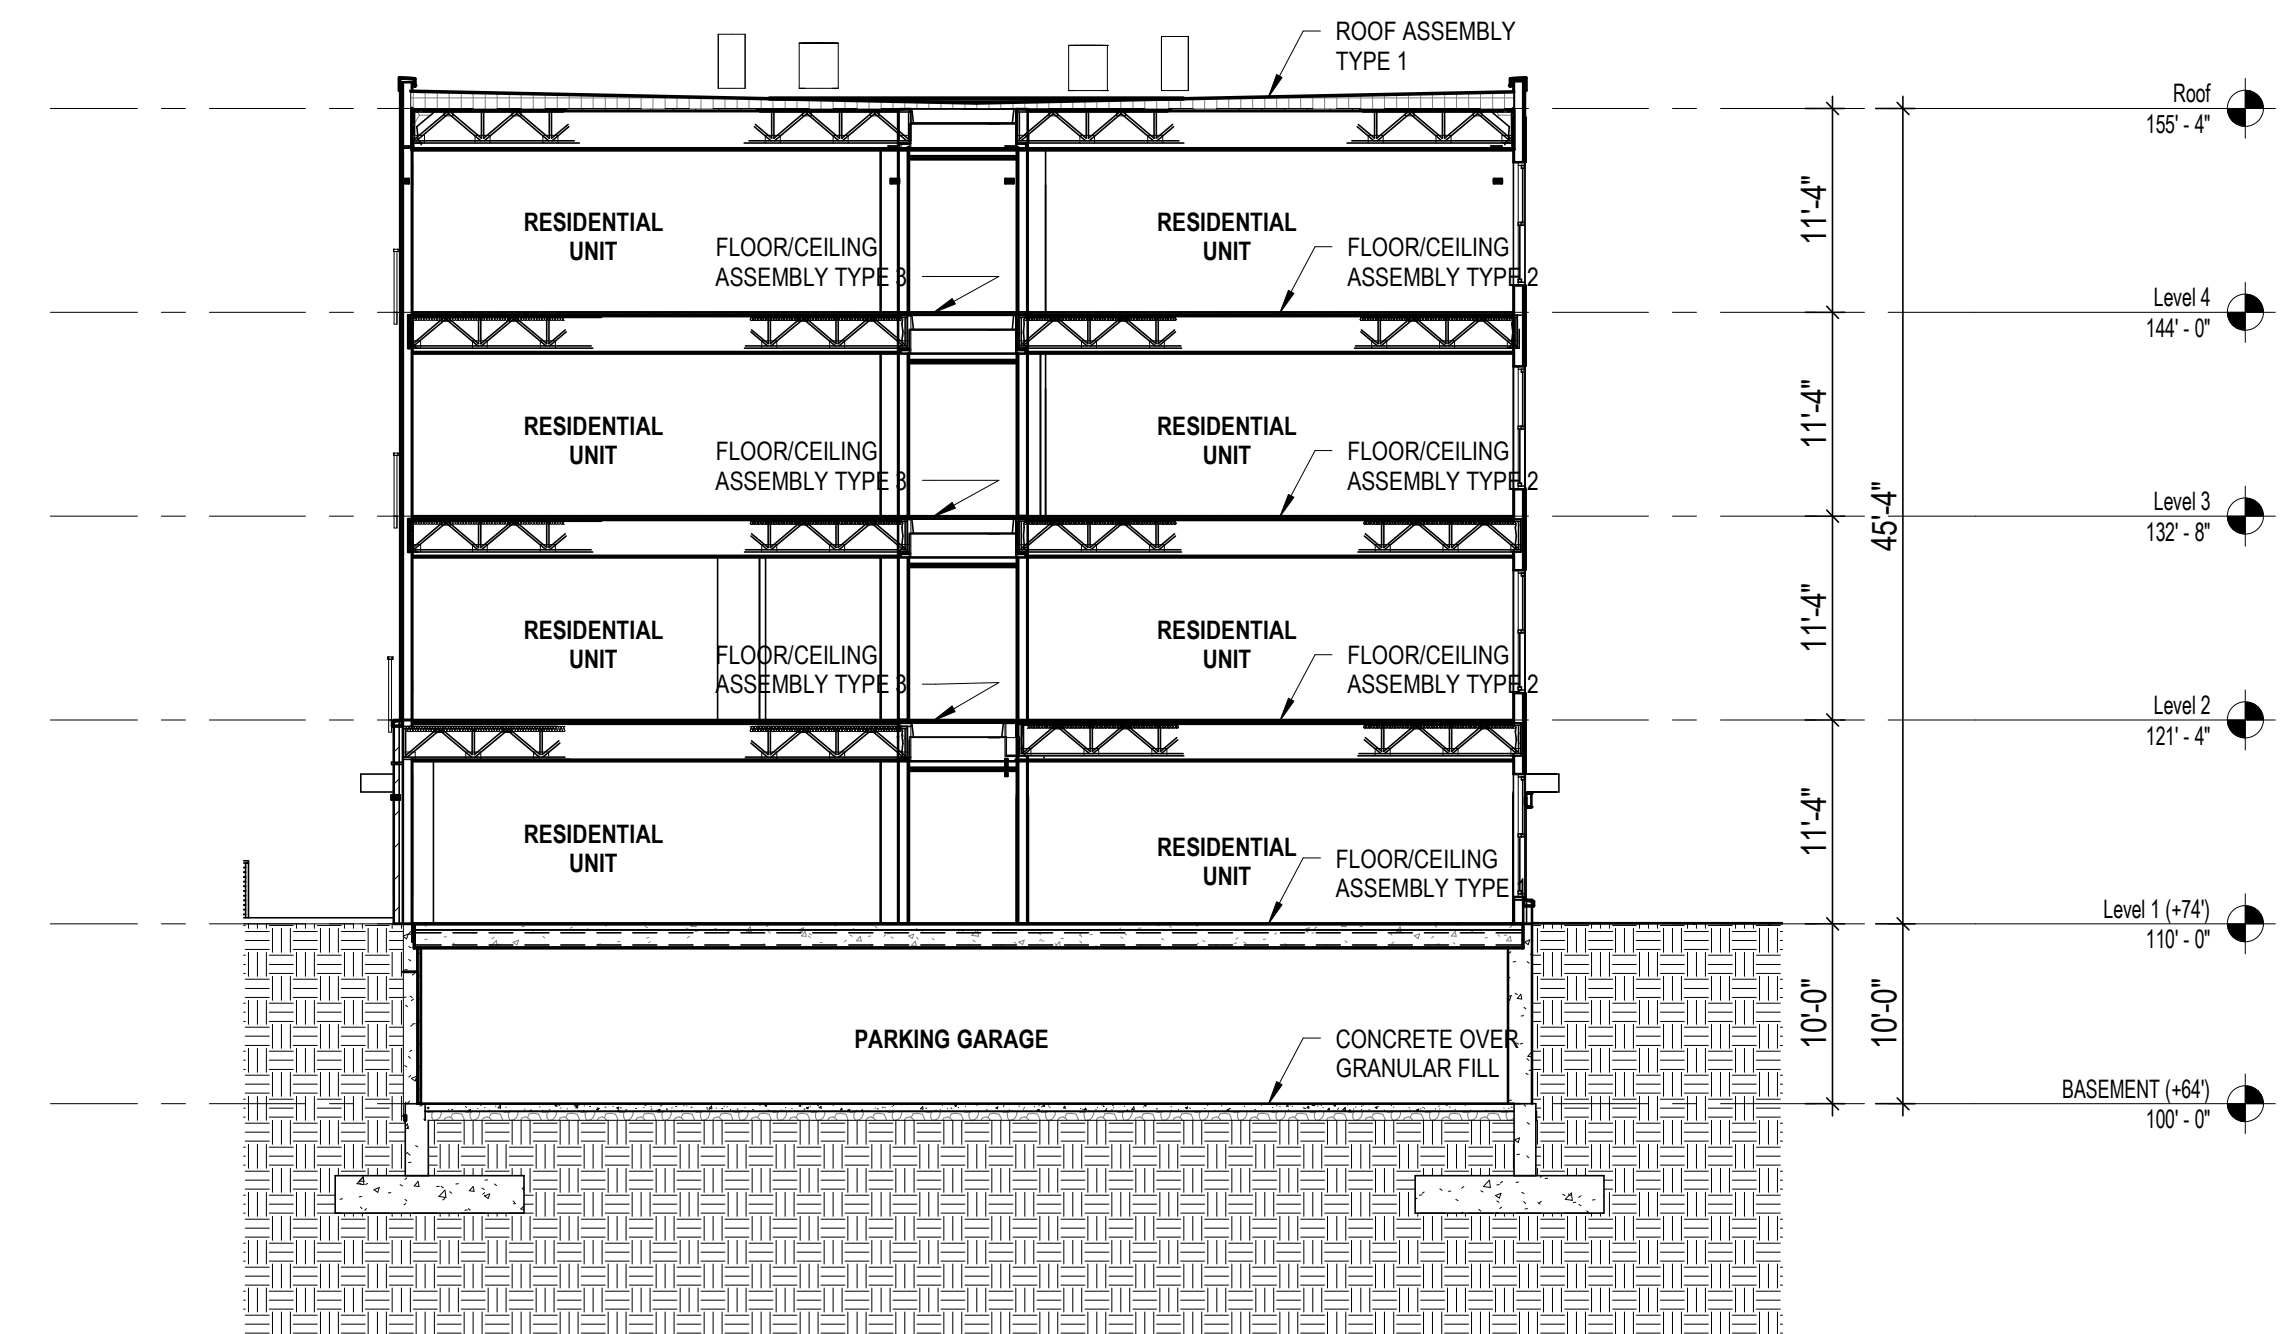 ROOF ASSEMBLY
TYPE 1
Roof
155' - 4"
11'-4"
RESIDENTIAL
UNIT
FLOOR/CEILING
ASSEMBLY TYPE 3
RESIDENTIAL
UNIT
FLOOR/CEILING
ASSEMBLY TYPE 2
Level 4
144' - 0"
11'-4"
RESIDENTIAL
UNIT
FLOOR/CEILING
ASSEMBLY TYPE 3
RESIDENTIAL
UNIT
FLOOR/CEILING
ASSEMBLY TYPE 2
45'-4"
Level 3
132' - 8"
11'-4"
RESIDENTIAL
UNIT
FLOOR/CEILING
ASSEMBLY TYPE 3
RESIDENTIAL
UNIT
FLOOR/CEILING
ASSEMBLY TYPE 2
Level 2
121' - 4"
11'-4"
RESIDENTIAL
UNIT
RESIDENTIAL
UNIT
FLOOR/CEILING
ASSEMBLY TYPE
Level 1 (+74')
110' - 0"
10'-0"
10'-0"
PARKING GARAGE
CONCRETE OVER
GRANULAR FILL
BASEMENT (+64')
100' - 0"